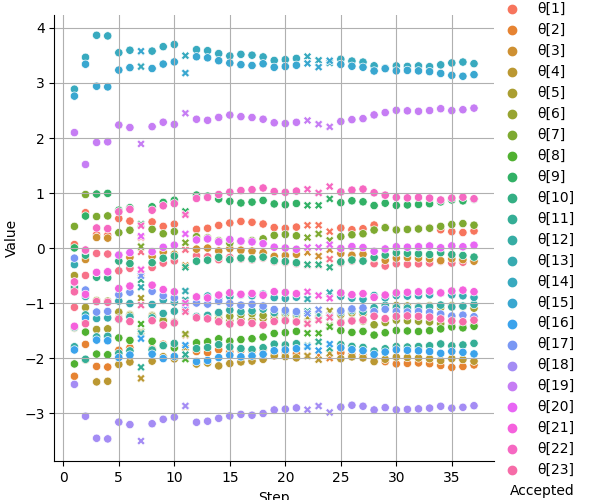 4
3
2
1
0
−1
−2
−3
Value
0
5
10
15
20
25
30
35
Step
θ[1]
θ[2]
θ[3]
θ[4]
θ[5]
θ[6]
θ[7]
θ[8]
θ[9]
θ[10]
θ[11]
θ[12]
θ[13]
θ[14]
θ[15]
θ[16]
θ[17]
θ[18]
θ[19]
θ[20]
θ[21]
θ[22]
θ[23]
Accepted